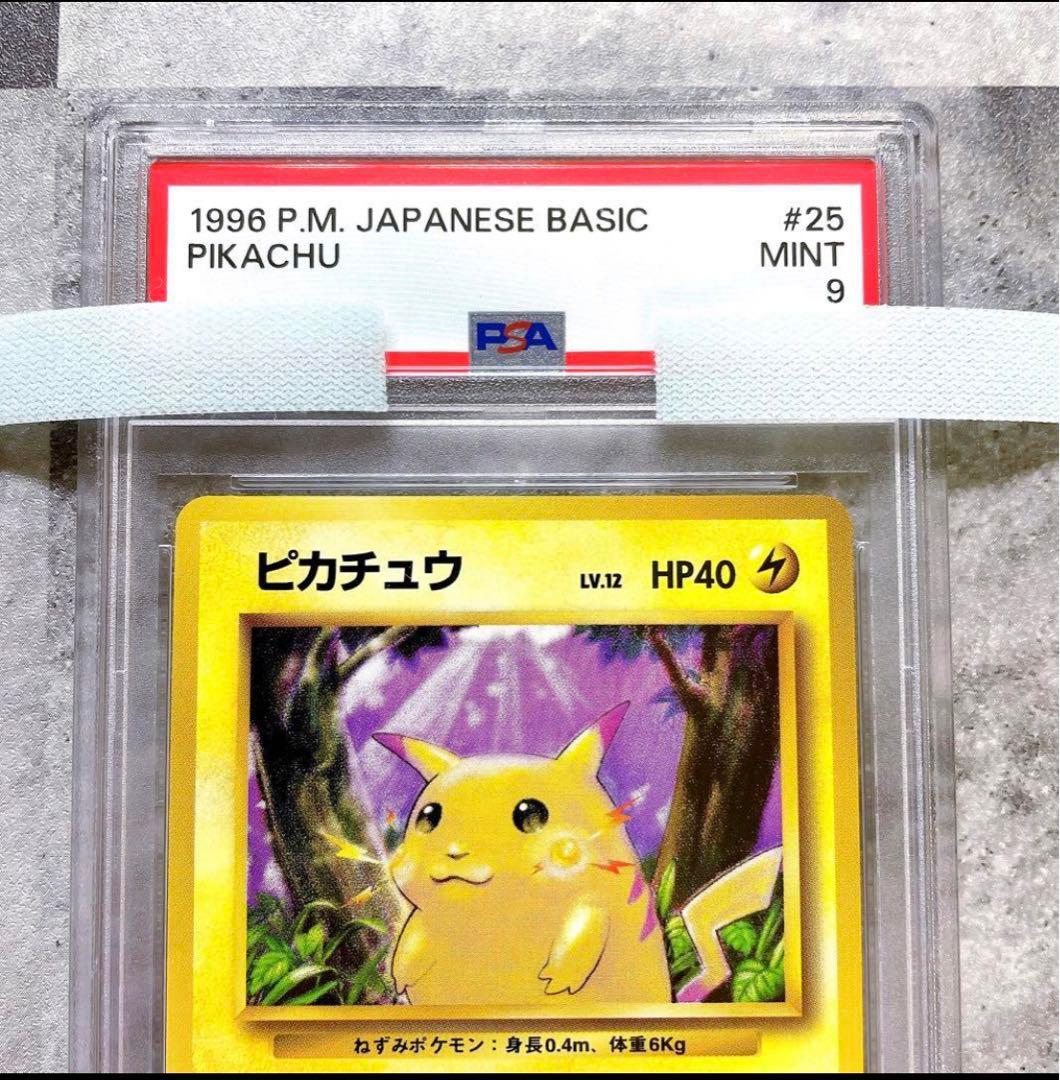 1996 P.M. JAPANESE BASIC #25
PIKACHU MINT
9
PSA
ピカチュウ LV.12 HP40
ねずみポケモン：身長0.4m、体重6Kg